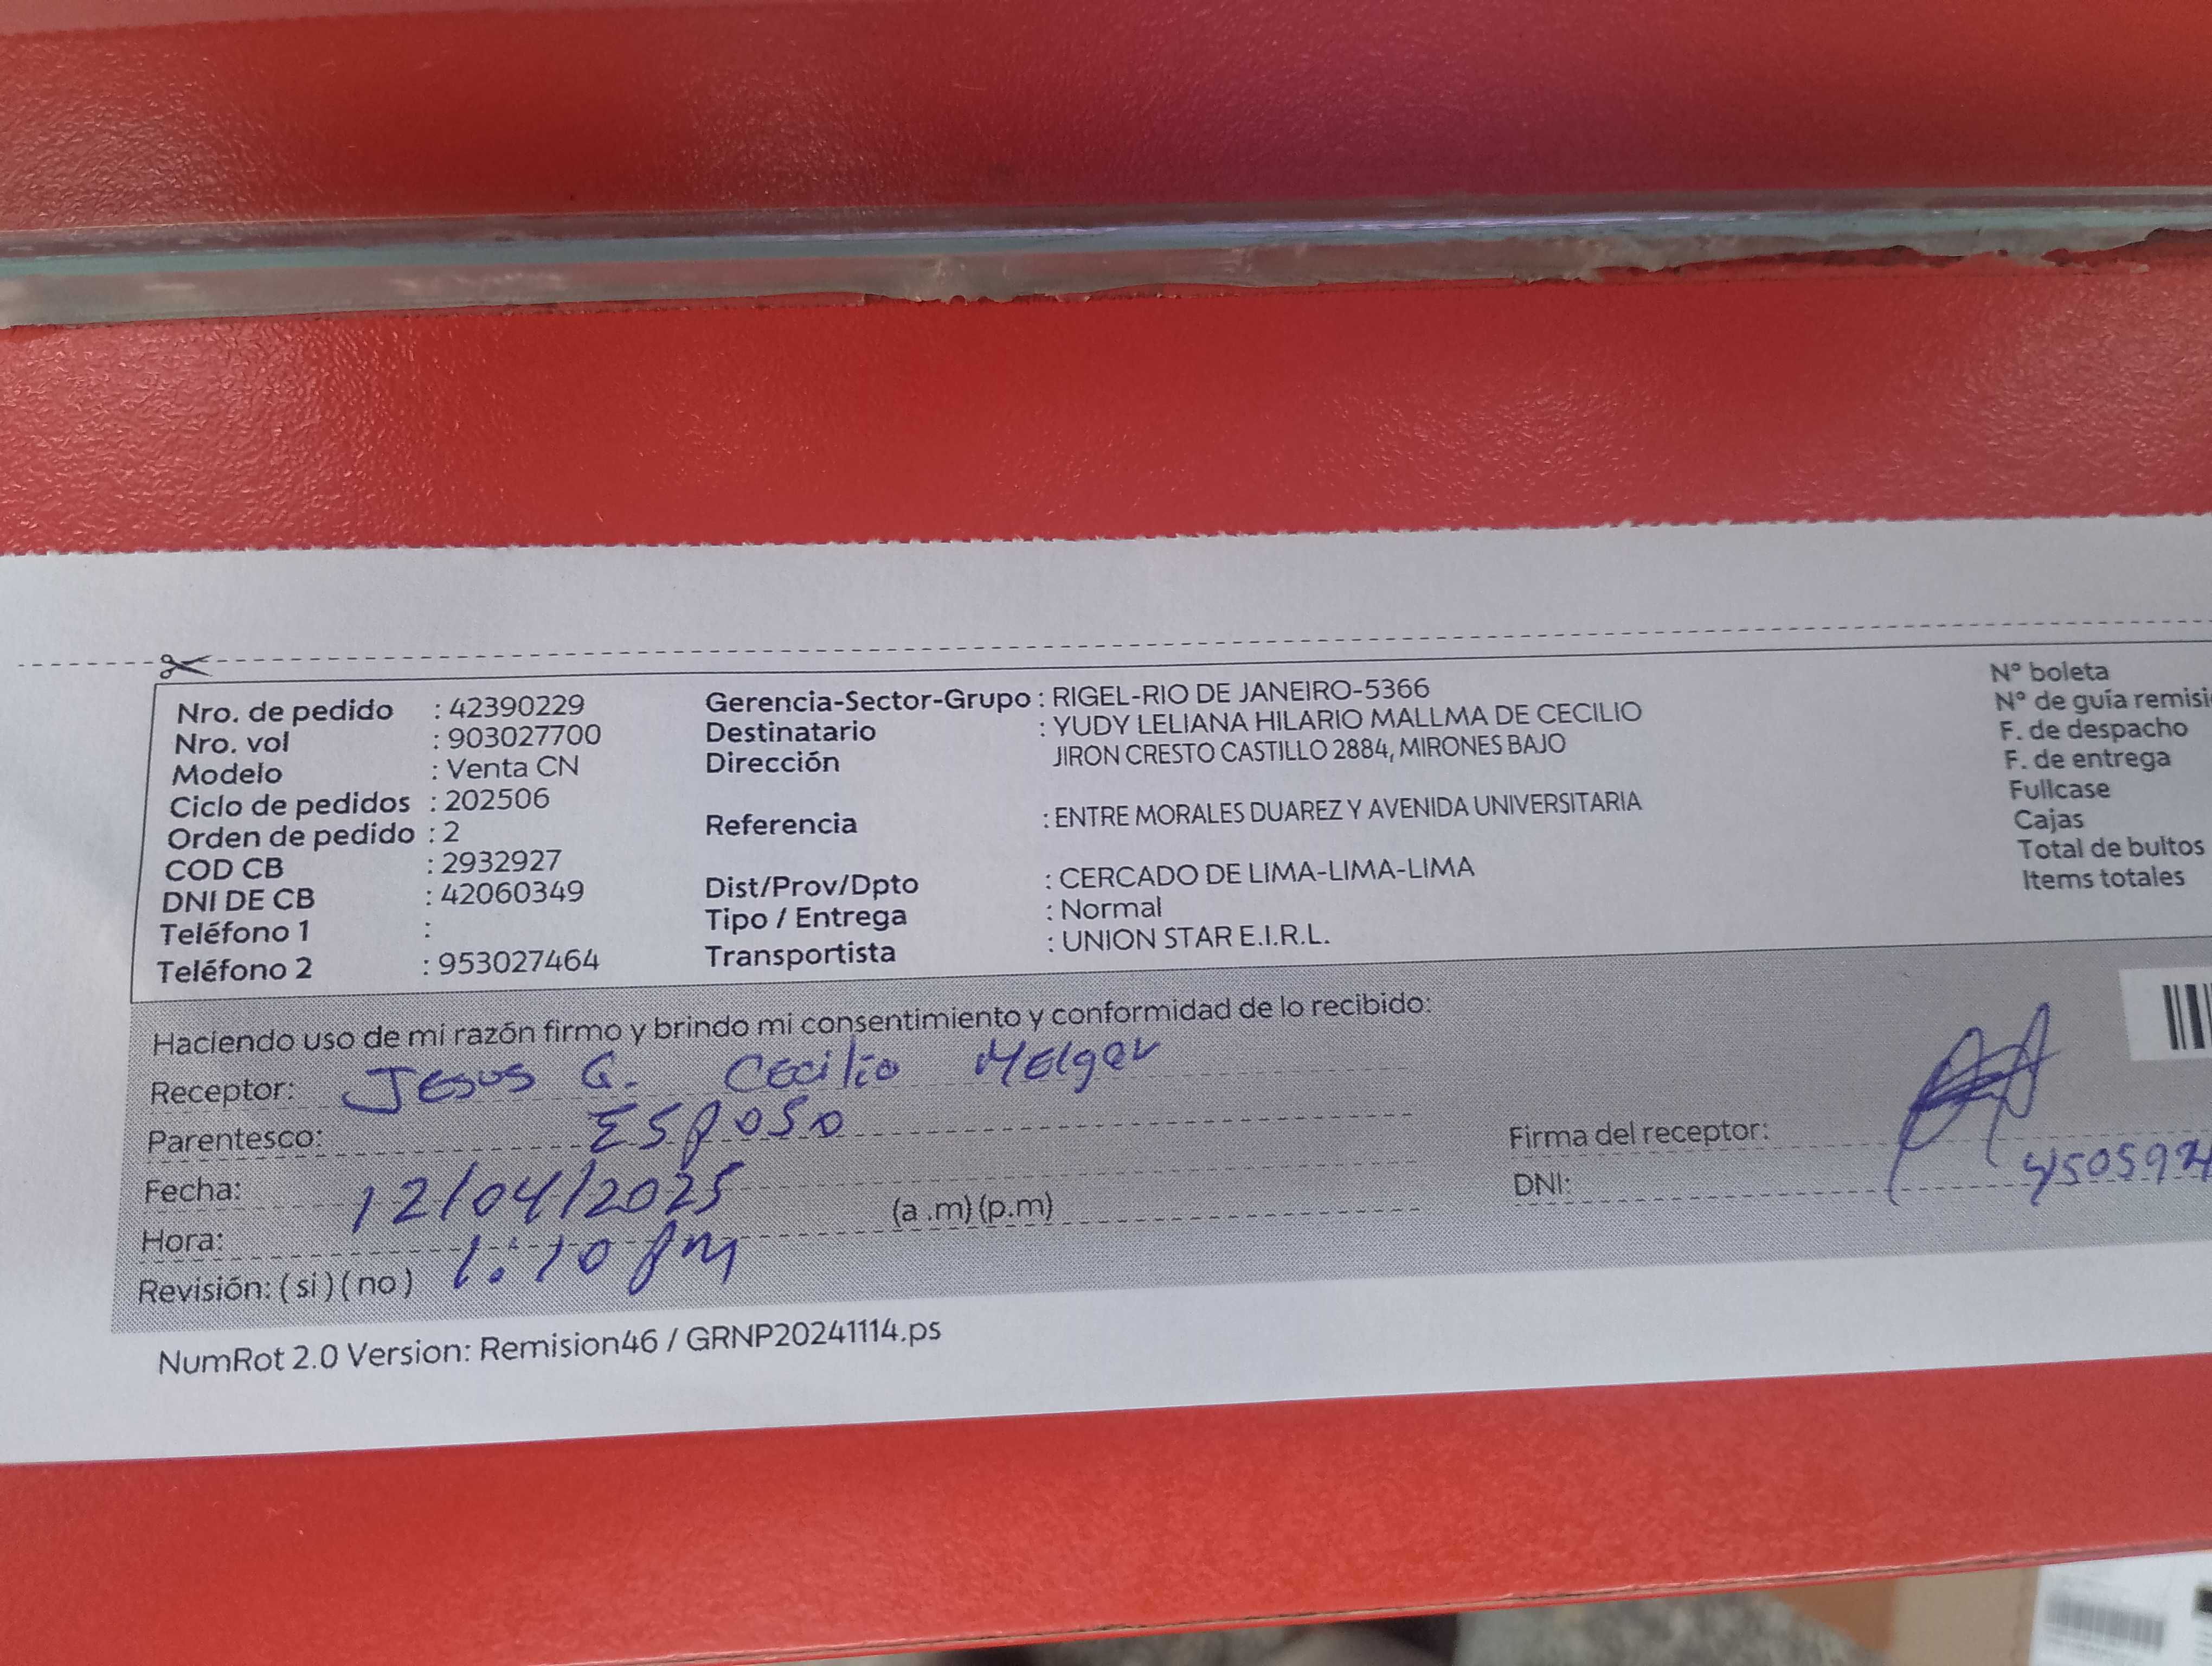 Nro. de pedido : 42390229
Nro. vol : 903027700
Modelo : Venta CN
Ciclo de pedidos : 202506
Orden de pedido : 2
COD CB : 2932927
DNI DE CB : 42060349
Teléfono 1 :
Teléfono 2 : 953027464
Gerencia-Sector-Grupo : RIGEL-RIO DE JANEIRO-5366
Destinatario : YUDY LELIANA HILARIO MALLMA DE CECILIO
Dirección JIRON CRESTO CASTILLO 2884, MIRONES BAJO
Referencia : ENTRE MORALES DUAREZ Y AVENIDA UNIVERSITARIA
Dist/Prov/Dpto : CERCADO DE LIMA-LIMA-LIMA
Tipo / Entrega : Normal
Transportista : UNION STAR E.I.R.L.
N° boleta
N° de guía remisi
F. de despacho
F. de entrega
Fullcase
Cajas
Total de bultos
Items totales
Haciendo uso de mi razón firmo y brindo mi consentimiento y conformidad de lo recibido:
Receptor: Jesus G. Cecilio Melgar
Parentesco: Esposo
Fecha: 12/04/2025
Hora: 1:10 pm (a .m) (p.m)
Revisión: ( si ) ( no )
Firma del receptor:
DNI:
NumRot 2.0 Version: Remision46 / GRNP20241114.ps